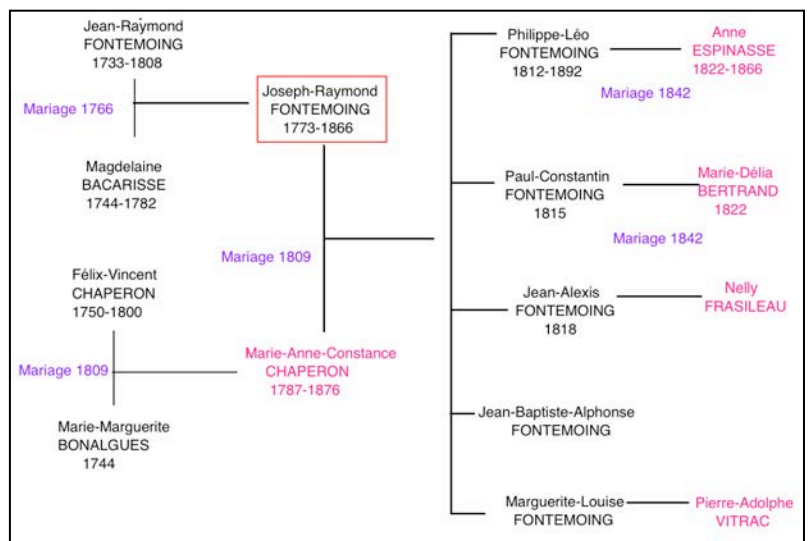 Jean-Raymond
FONTEMOING
1733-1808
Mariage 1766
Magdelaine
BACARISSE
1744-1782
Joseph-Raymond
FONTEMOING
1773-1866
Mariage 1809
Félix-Vincent
CHAPERON
1750-1800
Mariage 1809
Marie-Marguerite
BONALGUES
1744
Marie-Anne-Constance
CHAPERON
1787-1876
Philippe-Léo
FONTEMOING
1812-1892
Anne
ESPINASSE
1822-1866
Mariage 1842
Paul-Constantin
FONTEMOING
1815
Marie-Délia
BERTRAND
1822
Mariage 1842
Jean-Alexis
FONTEMOING
1818
Nelly
FRASILEAU
Jean-Baptiste-Alphonse
FONTEMOING
Marguerite-Louise
FONTEMOING
Pierre-Adolphe
VITRAC